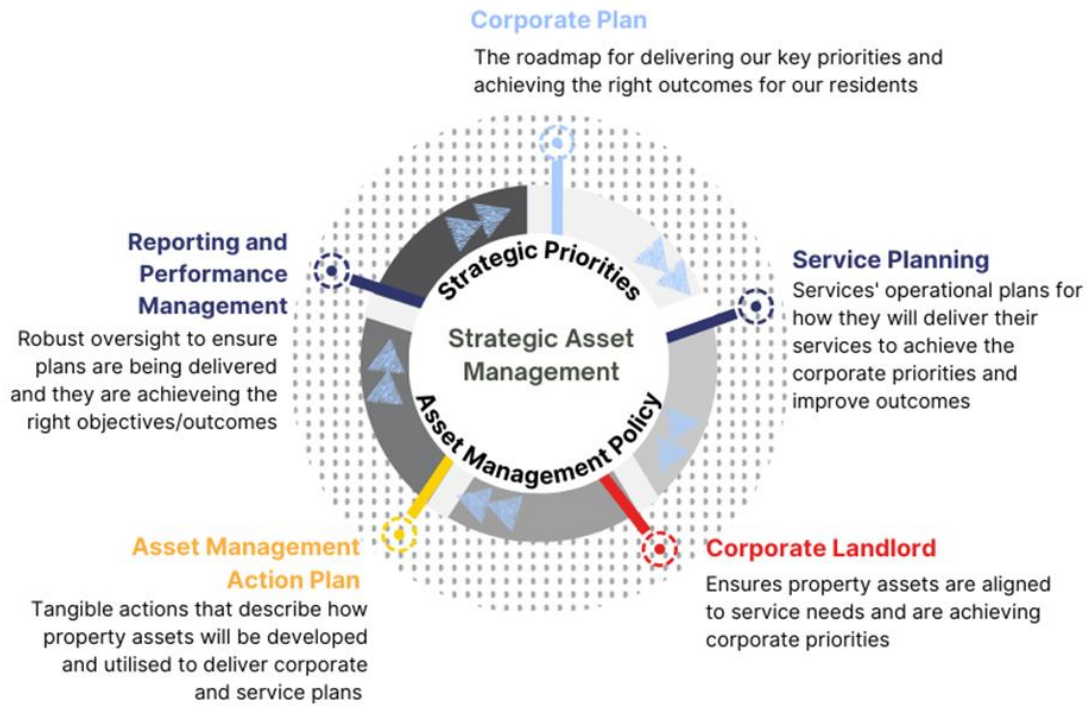 Corporate Plan
The roadmap for delivering our key priorities and
achieving the right outcomes for our residents
Service Planning
Services' operational plans for
how they will deliver their
services to achieve the
corporate priorities and
improve outcomes
Corporate Landlord
Ensures property assets are aligned
to service needs and are achieving
corporate priorities
Asset Management
Action Plan
Tangible actions that describe how
property assets will be developed
and utilised to deliver corporate
and service plans
Reporting and
Performance
Management
Robust oversight to ensure
plans are being delivered
and they are achieveing the
right objectives/outcomes
Strategic Priorities
Strategic Asset
Management
Asset Management Policy